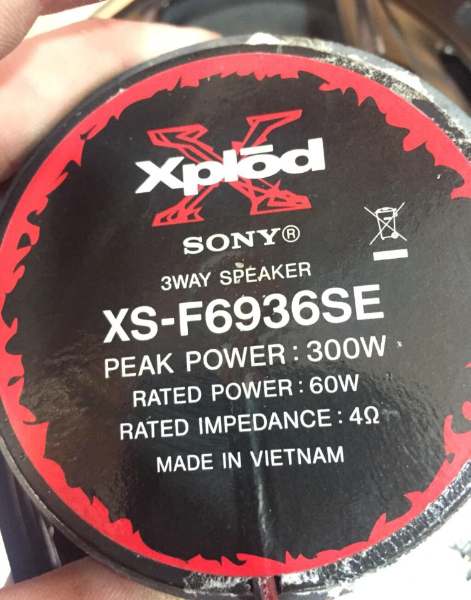 Xplōd
SONY®
3WAY SPEAKER
XS-F6936SE
PEAK POWER : 300W
RATED POWER : 60W
RATED IMPEDANCE : 4Ω
MADE IN VIETNAM